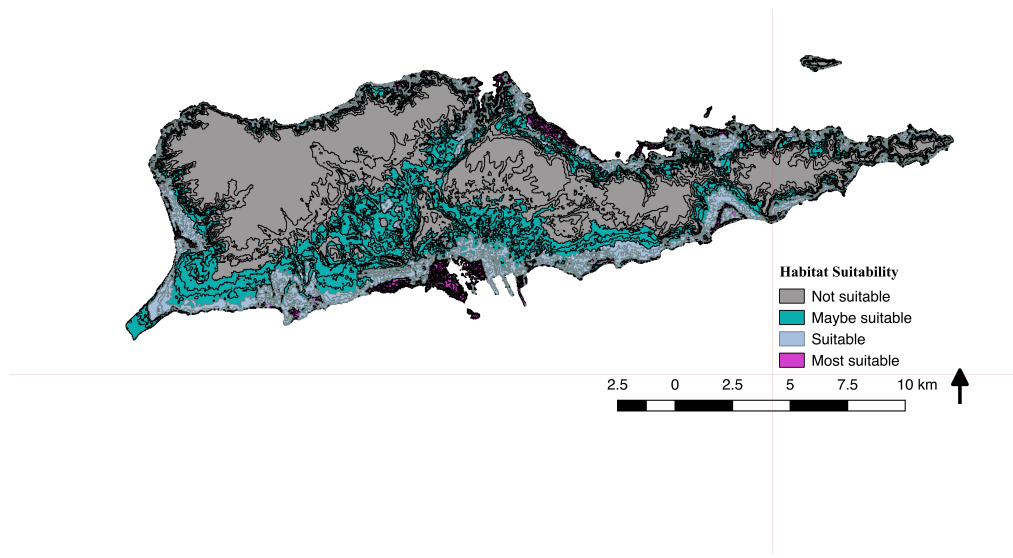 Habitat Suitability
Not suitable
Maybe suitable
Suitable
Most suitable
2.5 0 2.5 5 7.5 10 km